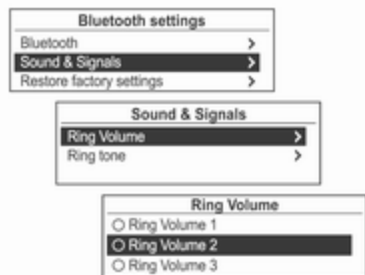 Bluetooth settings
Bluetooth >
Sound & Signals >
Restore factory settings >
Sound & Signals
Ring Volume >
Ring tone >
Ring Volume
Ring Volume 1
Ring Volume 2
Ring Volume 3